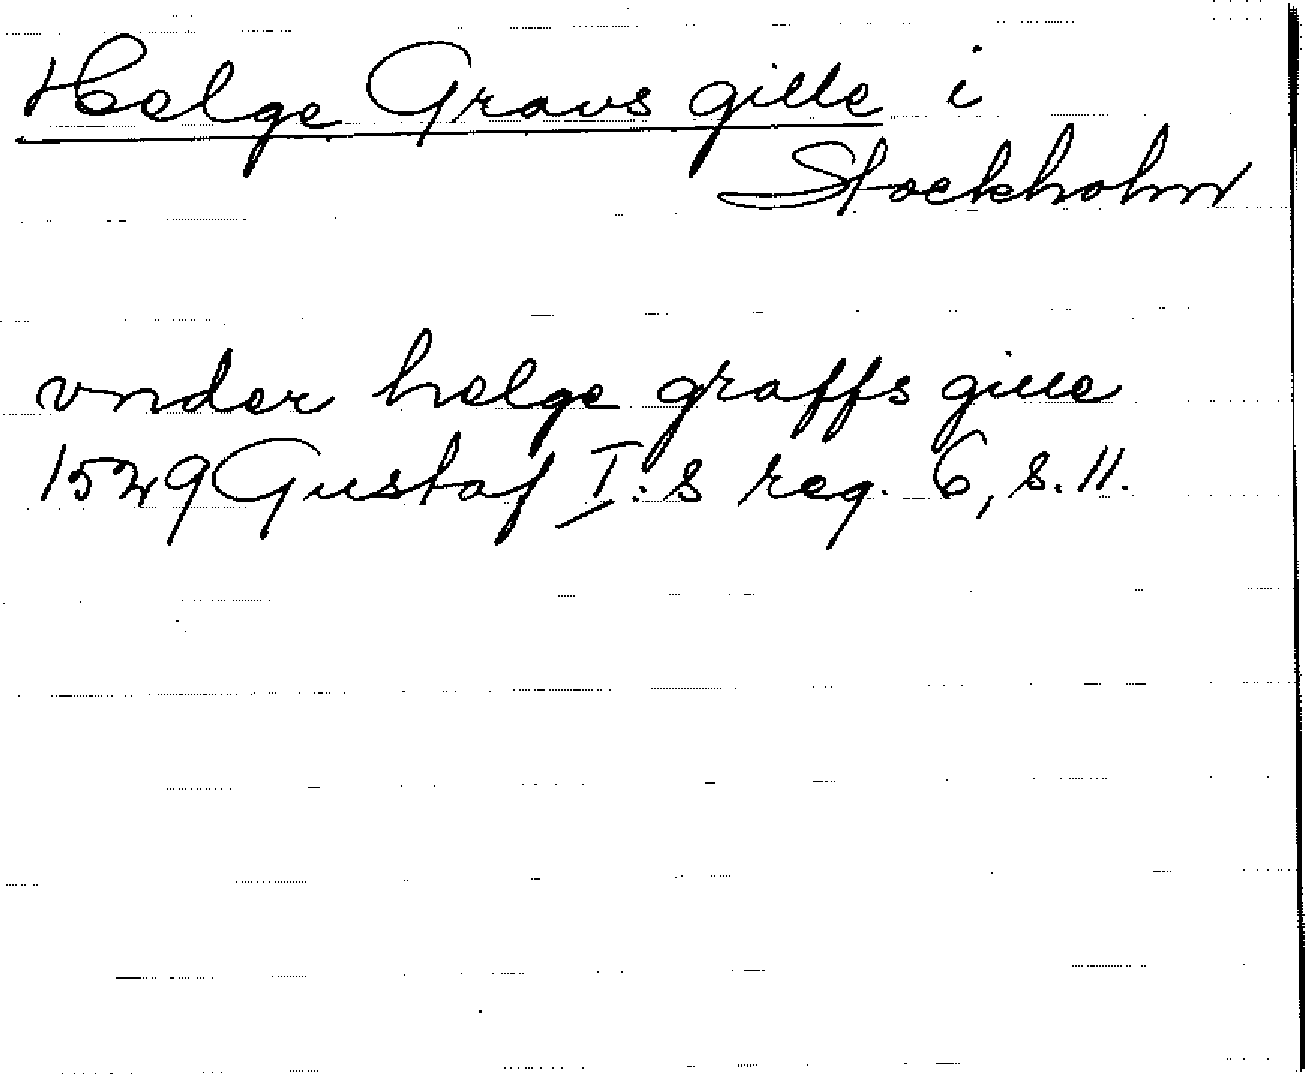 Helge Gravs gille i
Stockholm
vnder helge graffs gille
1529 Gustaf I:s reg. 6, s. 11.